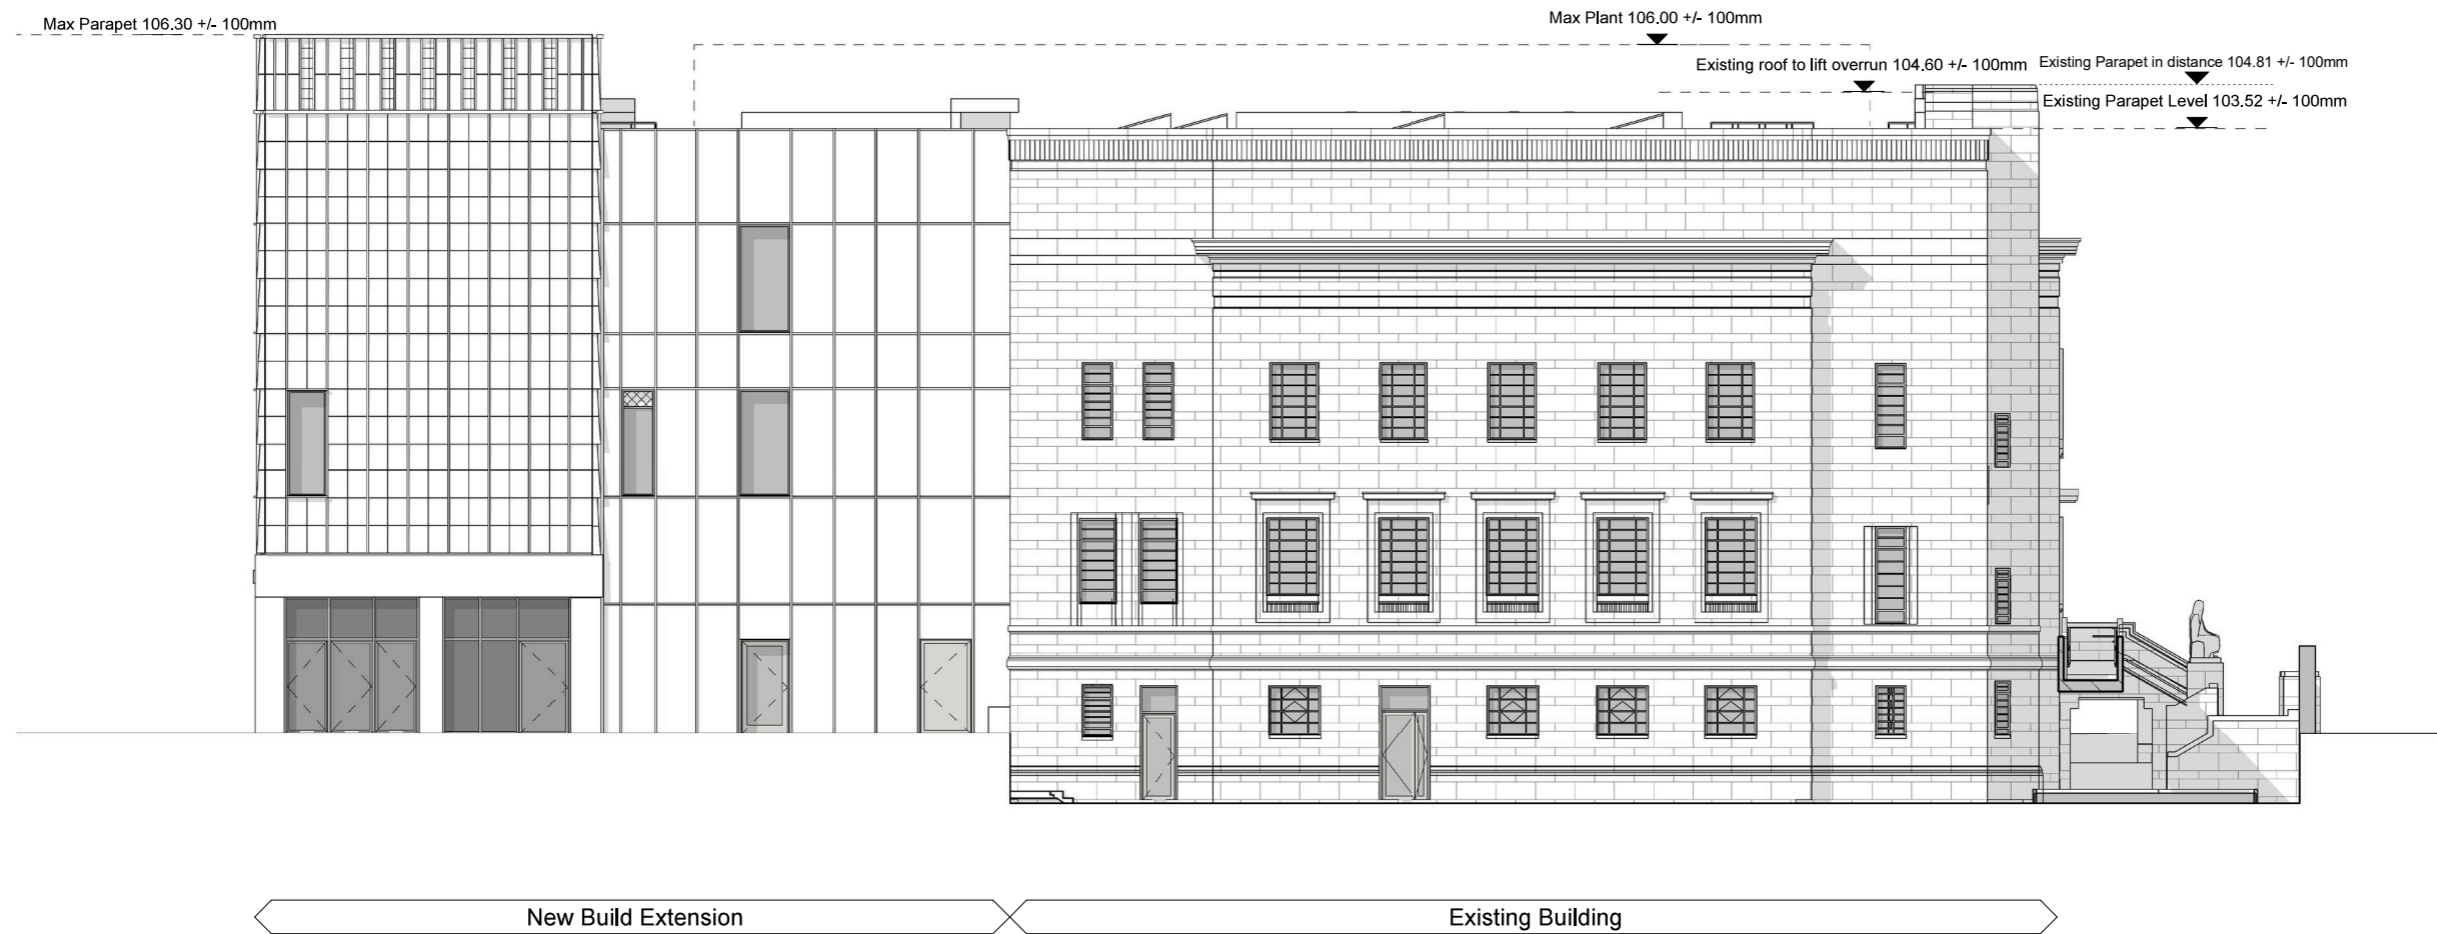 Max Parapet 106.30 +/- 100mm
Max Plant 106.00 +/- 100mm
Existing roof to lift overrun 104.60 +/- 100mm
Existing Parapet in distance 104.81 +/- 100mm
Existing Parapet Level 103.52 +/- 100mm
New Build Extension
Existing Building